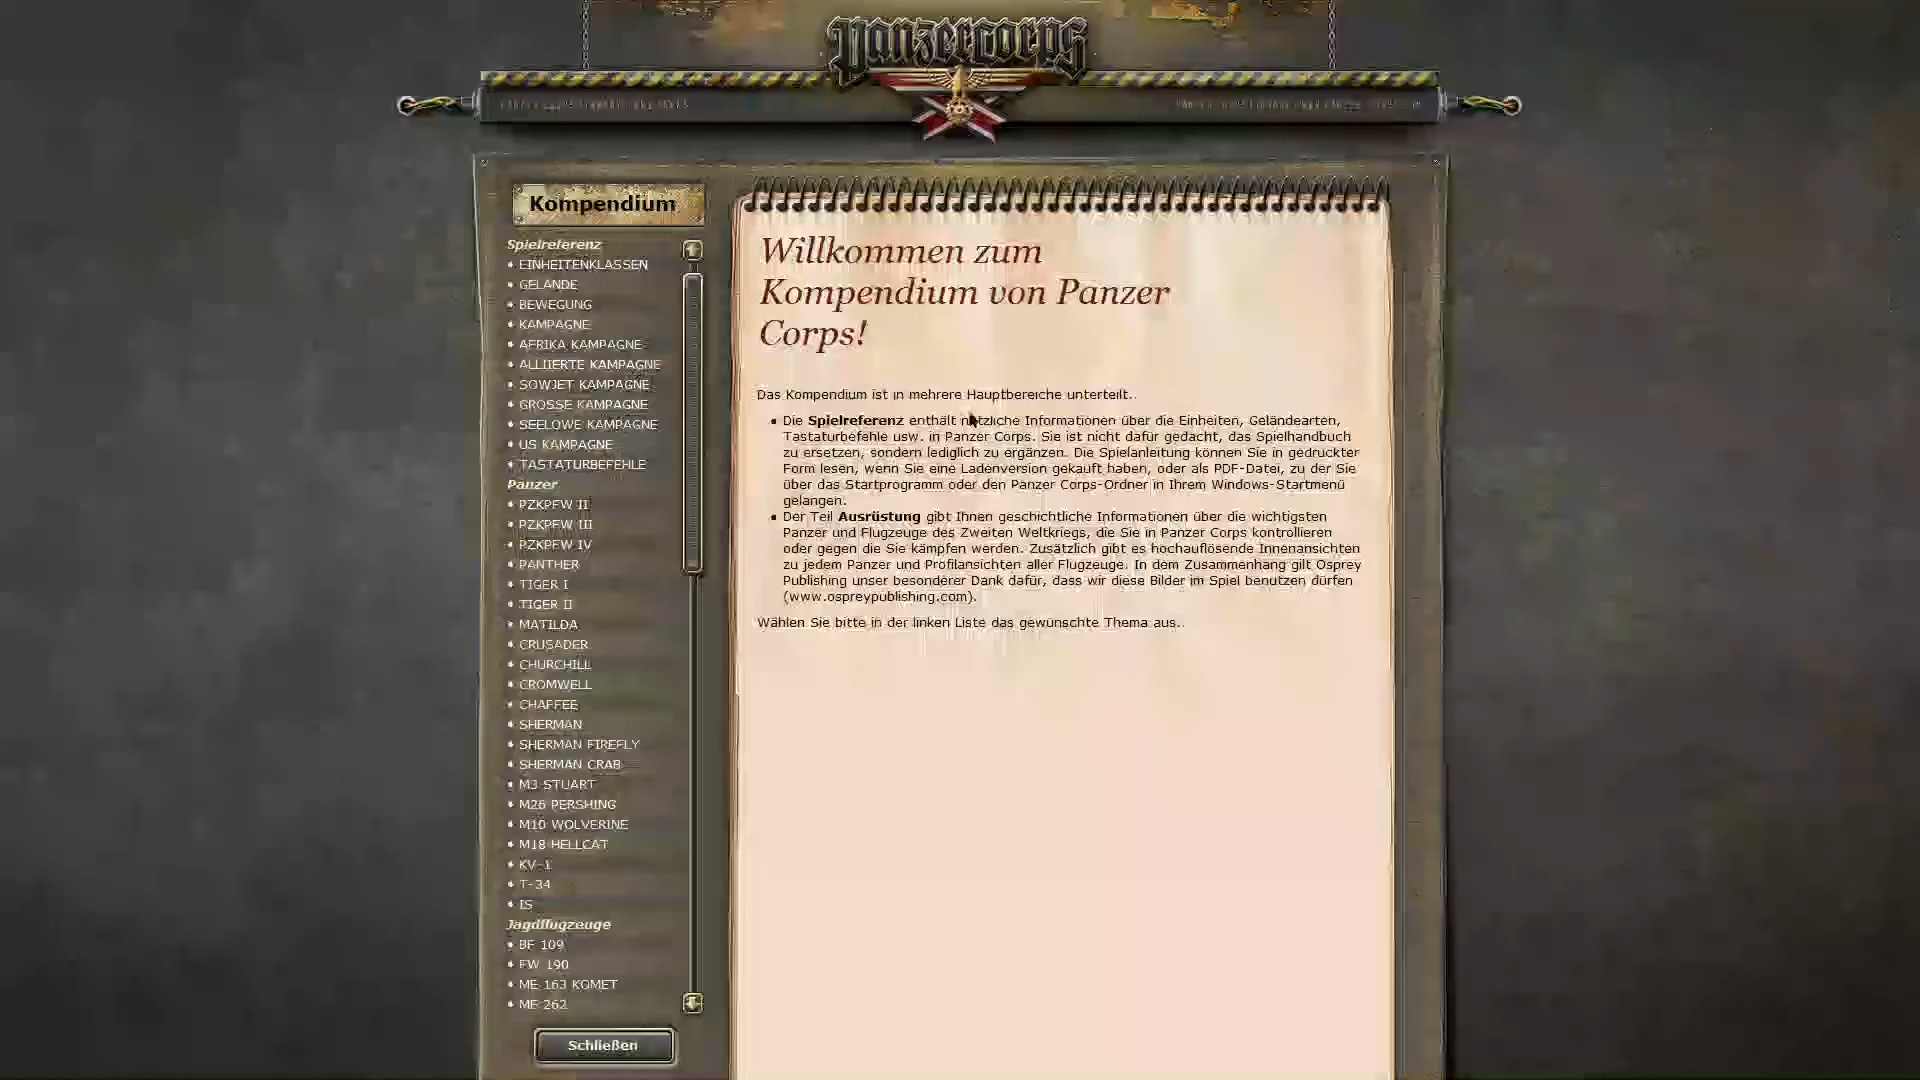 Panzercorps
Kompendium
Spielreferenz
EINHEITENKLASSEN
GELÄNDE
BEWEGUNG
KAMPAGNE
AFRIKA KAMPAGNE
ALLIIERTE KAMPAGNE
SOWJET KAMPAGNE
GROSSE KAMPAGNE
SEELÖWE KAMPAGNE
US KAMPAGNE
TASTATURBEFEHLE
Panzer
PZKPFW II
PZKPFW III
PZKPFW IV
PANTHER
TIGER I
TIGER II
MATILDA
CRUSADER
CHURCHILL
CROMWELL
CHAFFEE
SHERMAN
SHERMAN FIREFLY
SHERMAN CRAB
M3 STUART
M26 PERSHING
M10 WOLVERINE
M18 HELLCAT
KV-1
T-34
IS
Jagdflugzeuge
BF 109
FW 190
ME 163 KOMET
ME 262
Schließen
Willkommen zum
Kompendium von Panzer
Corps!
Das Kompendium ist in mehrere Hauptbereiche unterteilt..
Die Spielreferenz enthält nützliche Informationen über die Einheiten, Geländearten,
Tastaturbefehle usw. in Panzer Corps. Sie ist nicht dafür gedacht, das Spielhandbuch
zu ersetzen, sondern lediglich zu ergänzen. Die Spielanleitung können Sie in gedruckter
Form lesen, wenn Sie eine Ladenversion gekauft haben, oder als PDF-Datei, zu der Sie
über das Startprogramm oder den Panzer Corps-Ordner in Ihrem Windows-Startmenü
gelangen.
Der Teil Ausrüstung gibt Ihnen geschichtliche Informationen über die wichtigsten
Panzer und Flugzeuge des Zweiten Weltkriegs, die Sie in Panzer Corps kontrollieren
oder gegen die Sie kämpfen werden. Zusätzlich gibt es hochauflösende Innenansichten
zu jedem Panzer und Profilansichten aller Flugzeuge. In dem Zusammenhang gilt Osprey
Publishing unser besonderer Dank dafür, dass wir diese Bilder im Spiel benutzen dürfen
(www.ospreypublishing.com).
Wählen Sie bitte in der linken Liste das gewünschte Thema aus..